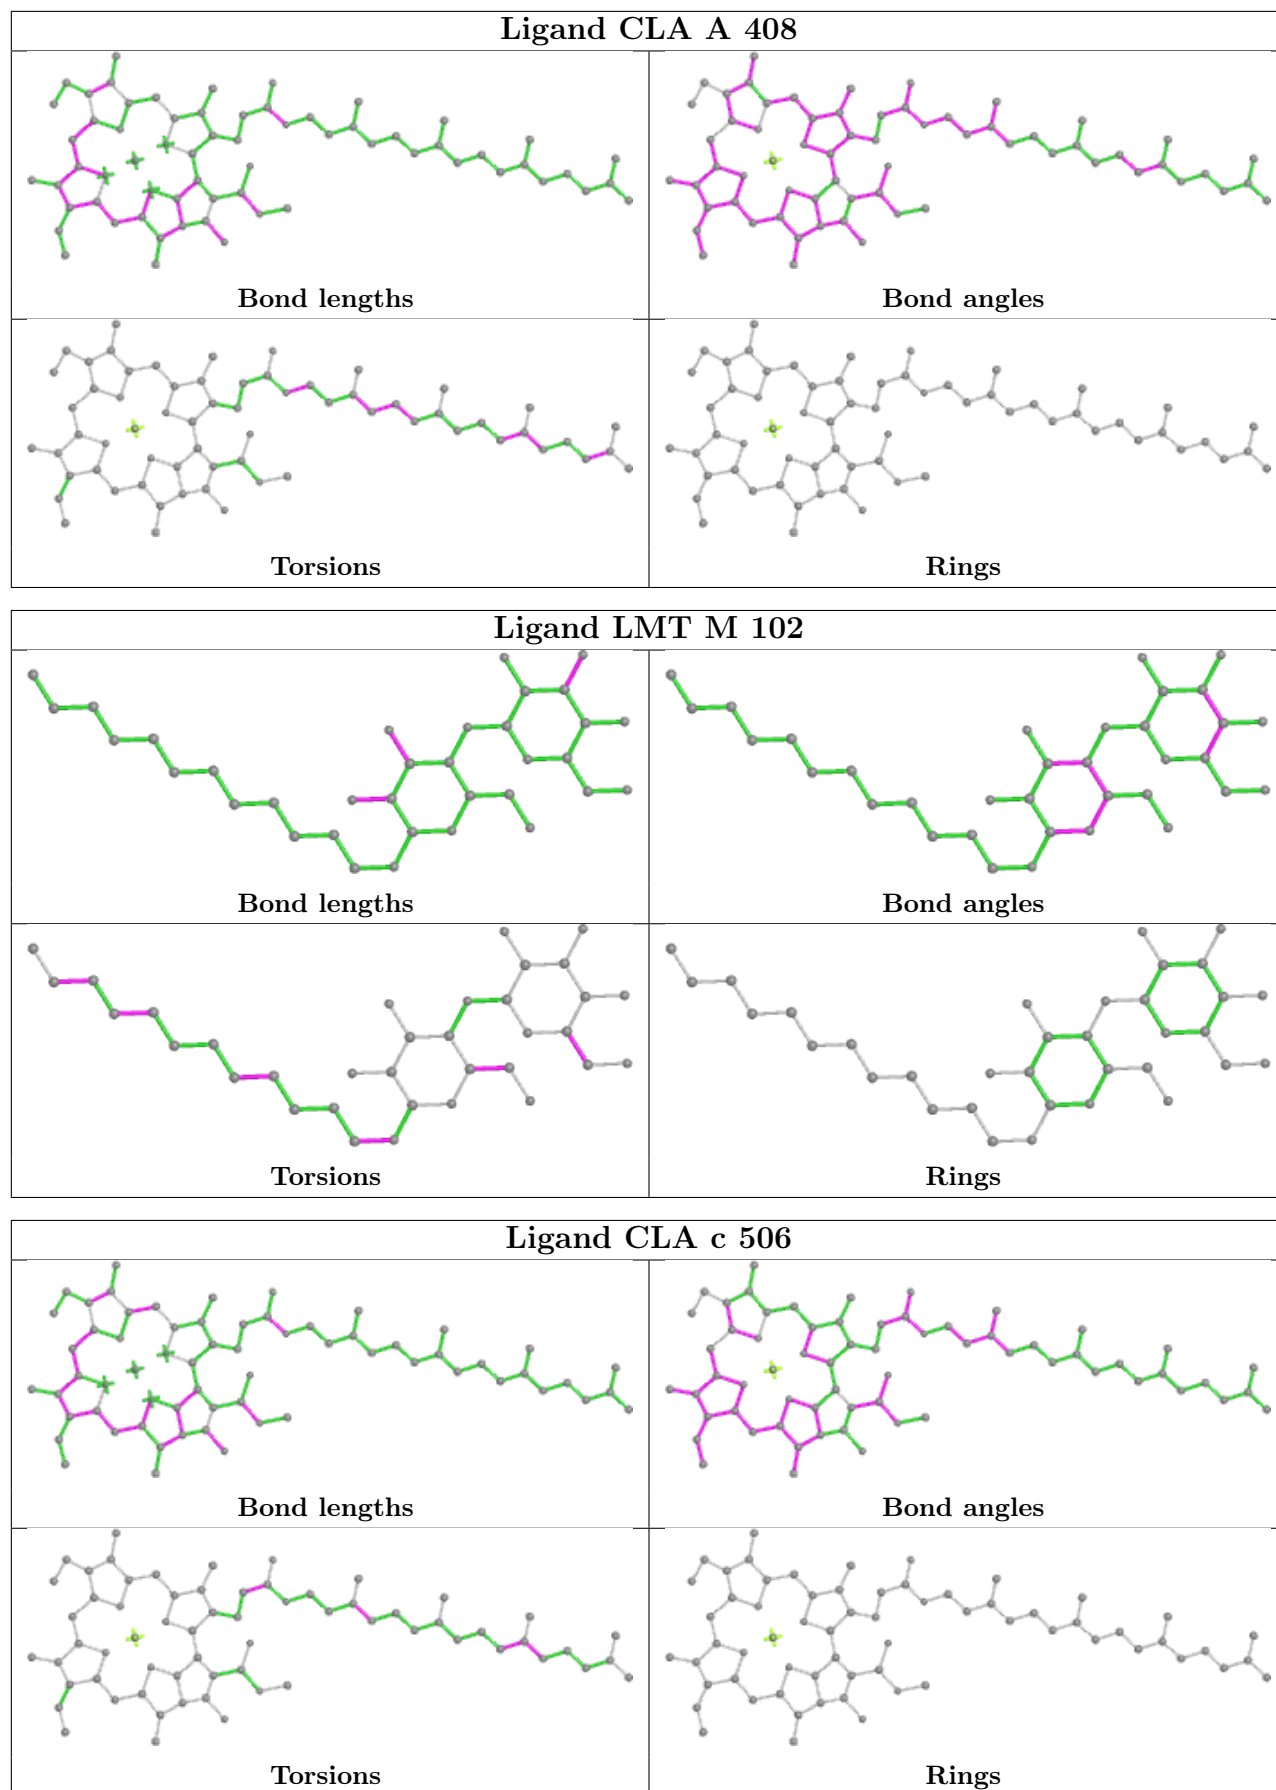 Ligand CLA A 408
Bond lengths
Bond angles
Torsions
Rings
Ligand LMT M 102
Bond lengths
Bond angles
Torsions
Rings
Ligand CLA c 506
Bond lengths
Bond angles
Torsions
Rings